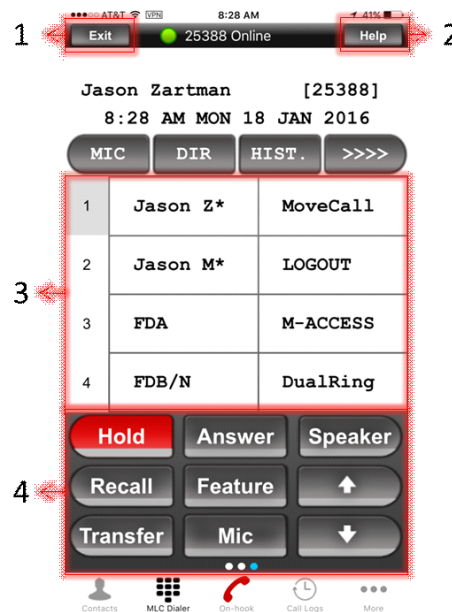 AT&T VPN 8:28 AM 41%
1 Exit 25388 Online Help 2
Jason Zartman [25388]
8:28 AM MON 18 JAN 2016
MIC DIR HIST. >>>>
1 Jason Z* MoveCall
2 Jason M* LOGOUT
3
3 FDA M-ACCESS
4 FDB/N DualRing
Hold Answer Speaker
4 Recall Feature
Transfer Mic
Contacts MLC Dialer On-hook Call Logs More